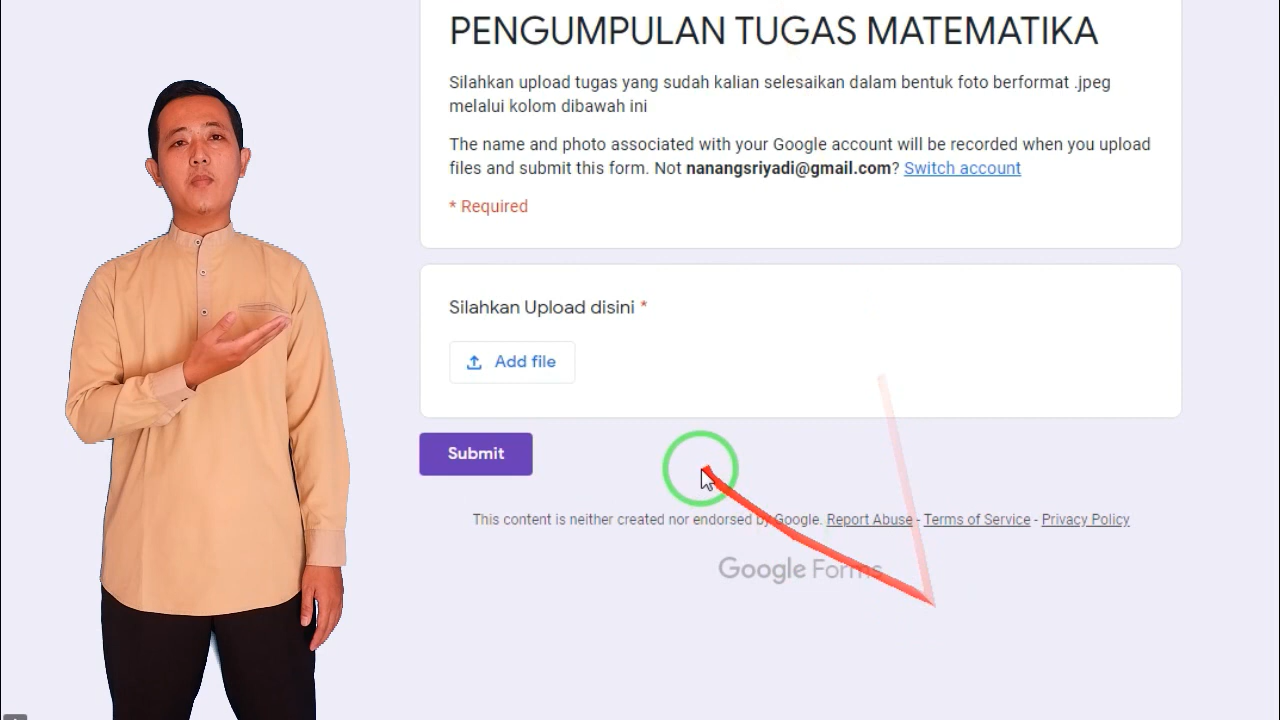 PENGUMPULAN TUGAS MATEMATIKA
Silahkan upload tugas yang sudah kalian selesaikan dalam bentuk foto berformat .jpeg
melalui kolom dibawah ini
The name and photo associated with your Google account will be recorded when you upload
files and submit this form. Not nanangsriyadi@gmail.com? Switch account
* Required
Silahkan Upload disini *
Add file
Submit
This content is neither created nor endorsed by Google. Report Abuse - Terms of Service - Privacy Policy
Google Forms